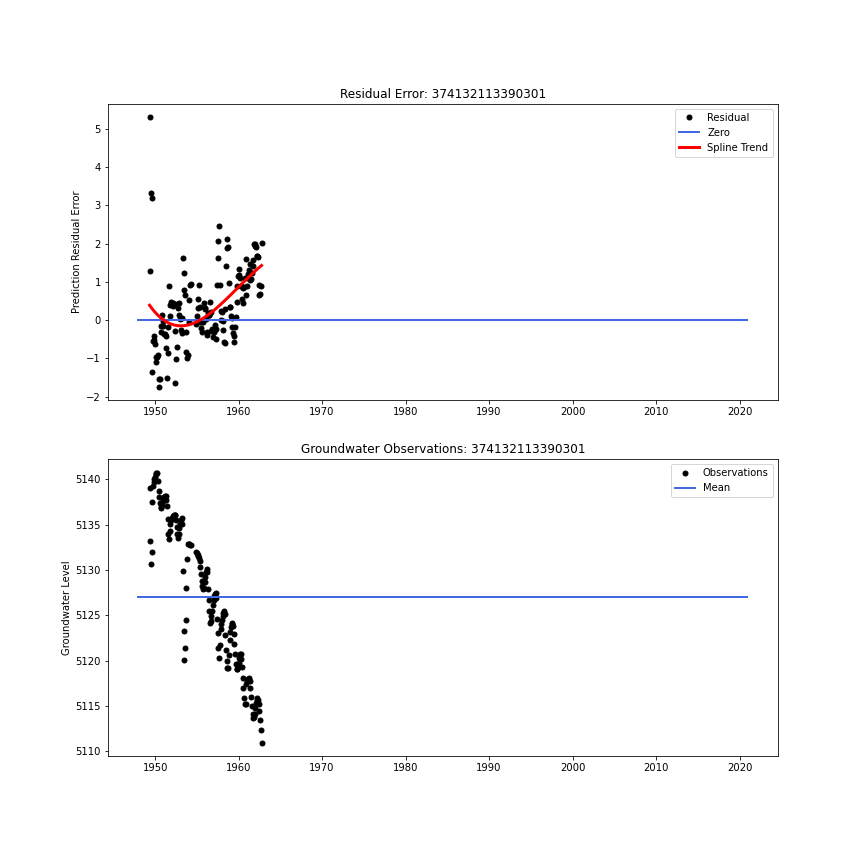 Residual Error: 374132113390301
Prediction Residual Error
5
4
3
2
1
0
−1
−2
Residual
Zero
Spline Trend
1950 1960 1970 1980 1990 2000 2010 2020
Groundwater Observations: 374132113390301
Groundwater Level
5140
5135
5130
5125
5120
5115
5110
Observations
Mean
1950 1960 1970 1980 1990 2000 2010 2020